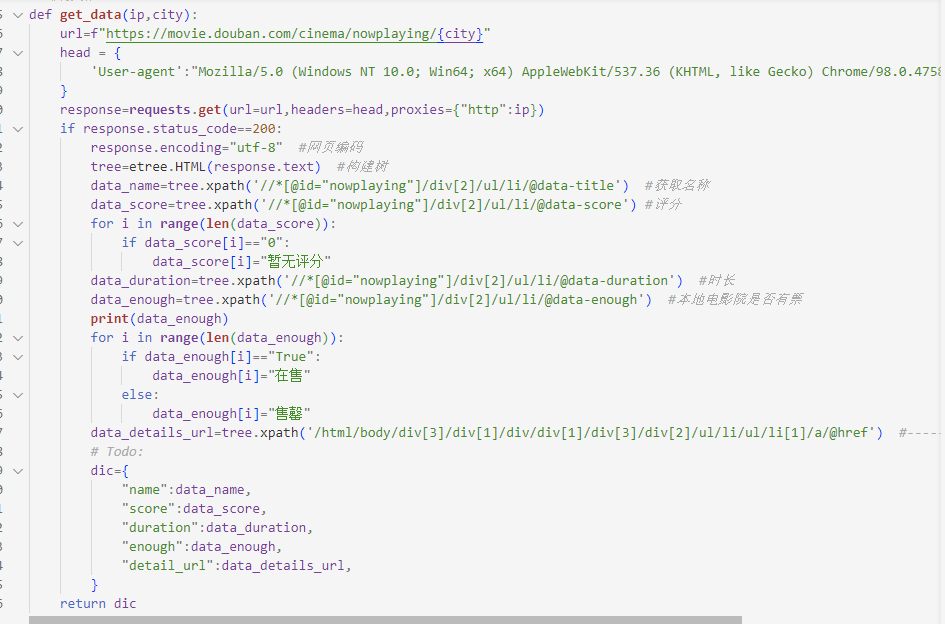 def get_data(ip,city):
    url=f"https://movie.douban.com/cinema/nowplaying/{city}"
    head = {
        'User-agent':"Mozilla/5.0 (Windows NT 10.0; Win64; x64) AppleWebKit/537.36 (KHTML, like Gecko) Chrome/98.0.4758
    }
    response=requests.get(url=url,headers=head,proxies={"http":ip})
    if response.status_code==200:
        response.encoding="utf-8"  #网页编码
        tree=etree.HTML(response.text)  #构建树
        data_name=tree.xpath('//*[@id="nowplaying"]/div[2]/ul/li/@data-title')  #获取名称
        data_score=tree.xpath('//*[@id="nowplaying"]/div[2]/ul/li/@data-score') #评分
        for i in range(len(data_score)):
            if data_score[i]=="0":
                data_score[i]="暂无评分"
        data_duration=tree.xpath('//*[@id="nowplaying"]/div[2]/ul/li/@data-duration')  #时长
        data_enough=tree.xpath('//*[@id="nowplaying"]/div[2]/ul/li/@data-enough')  #本地电影院是否有票
        print(data_enough)
        for i in range(len(data_enough)):
            if data_enough[i]=="True":
                data_enough[i]="在售"
            else:
                data_enough[i]="售罄"
        data_details_url=tree.xpath('/html/body/div[3]/div[1]/div/div[1]/div[3]/div[2]/ul/li/ul/li[1]/a/@href')  #----
        # Todo:
        dic={
            "name":data_name,
            "score":data_score,
            "duration":data_duration,
            "enough":data_enough,
            "detail_url":data_details_url,
        }
    return dic